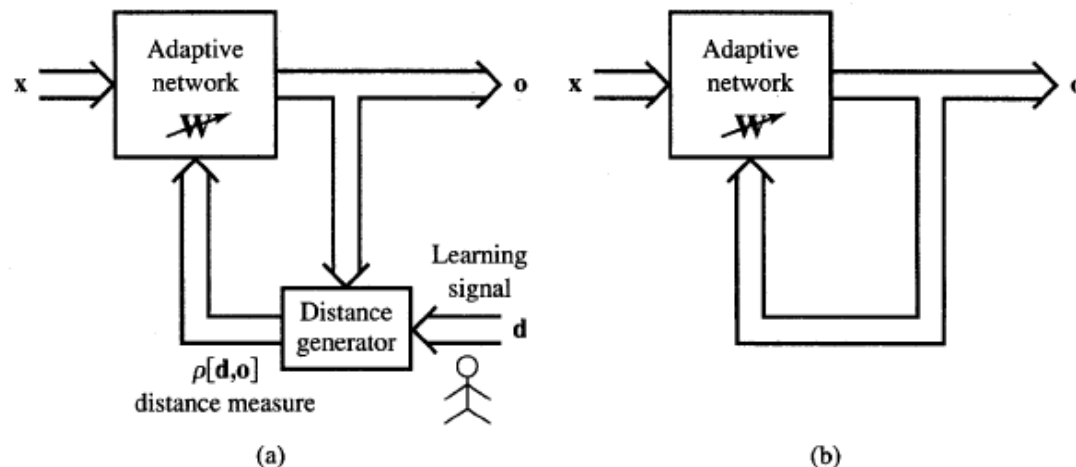 Adaptive
network
x
W
o
Learning
signal
Distance
generator
d
ρ[d,o]
distance measure
(a)
Adaptive
network
x
W
(b)